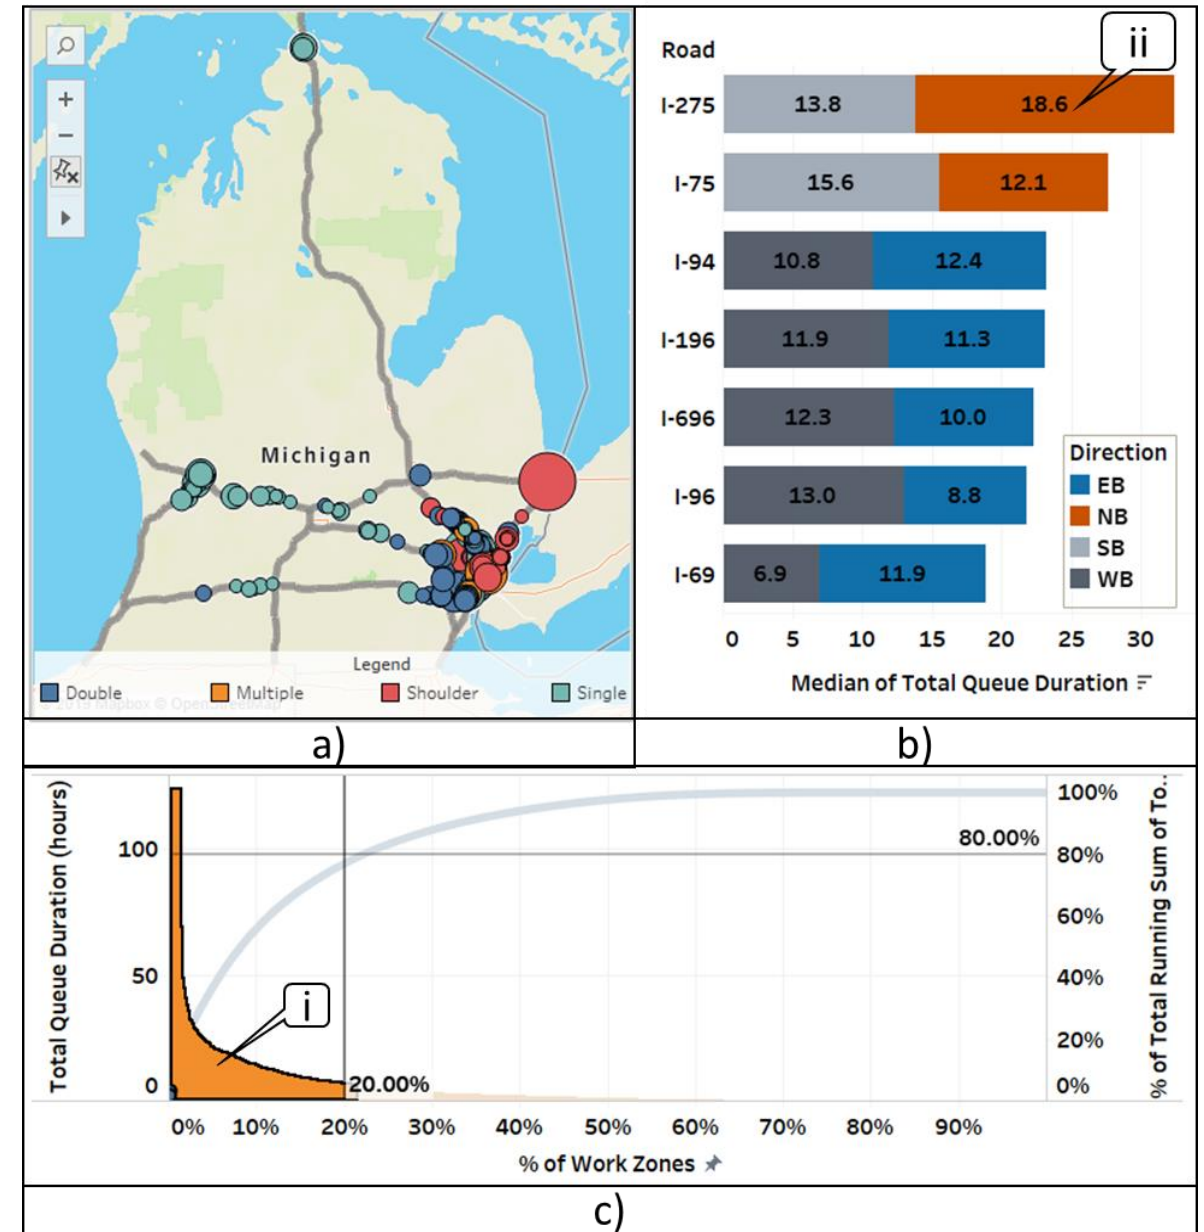 Michigan
Legend
Double
Multiple
Shoulder
Single
© 2019 Mapbox © OpenStreetMap
a)
ii
Road
I-275
13.8
18.6
I-75
15.6
12.1
I-94
10.8
12.4
I-196
11.9
11.3
I-696
12.3
10.0
I-96
13.0
8.8
I-69
6.9
11.9
Direction
EB
NB
SB
WB
0 5 10 15 20 25 30
Median of Total Queue Duration
b)
Total Queue Duration (hours)
100
50
0
i
20.00%
80.00%
100%
80%
60%
40%
20%
0%
% of Total Running Sum of To..
0% 10% 20% 30% 40% 50% 60% 70% 80% 90%
% of Work Zones
c)